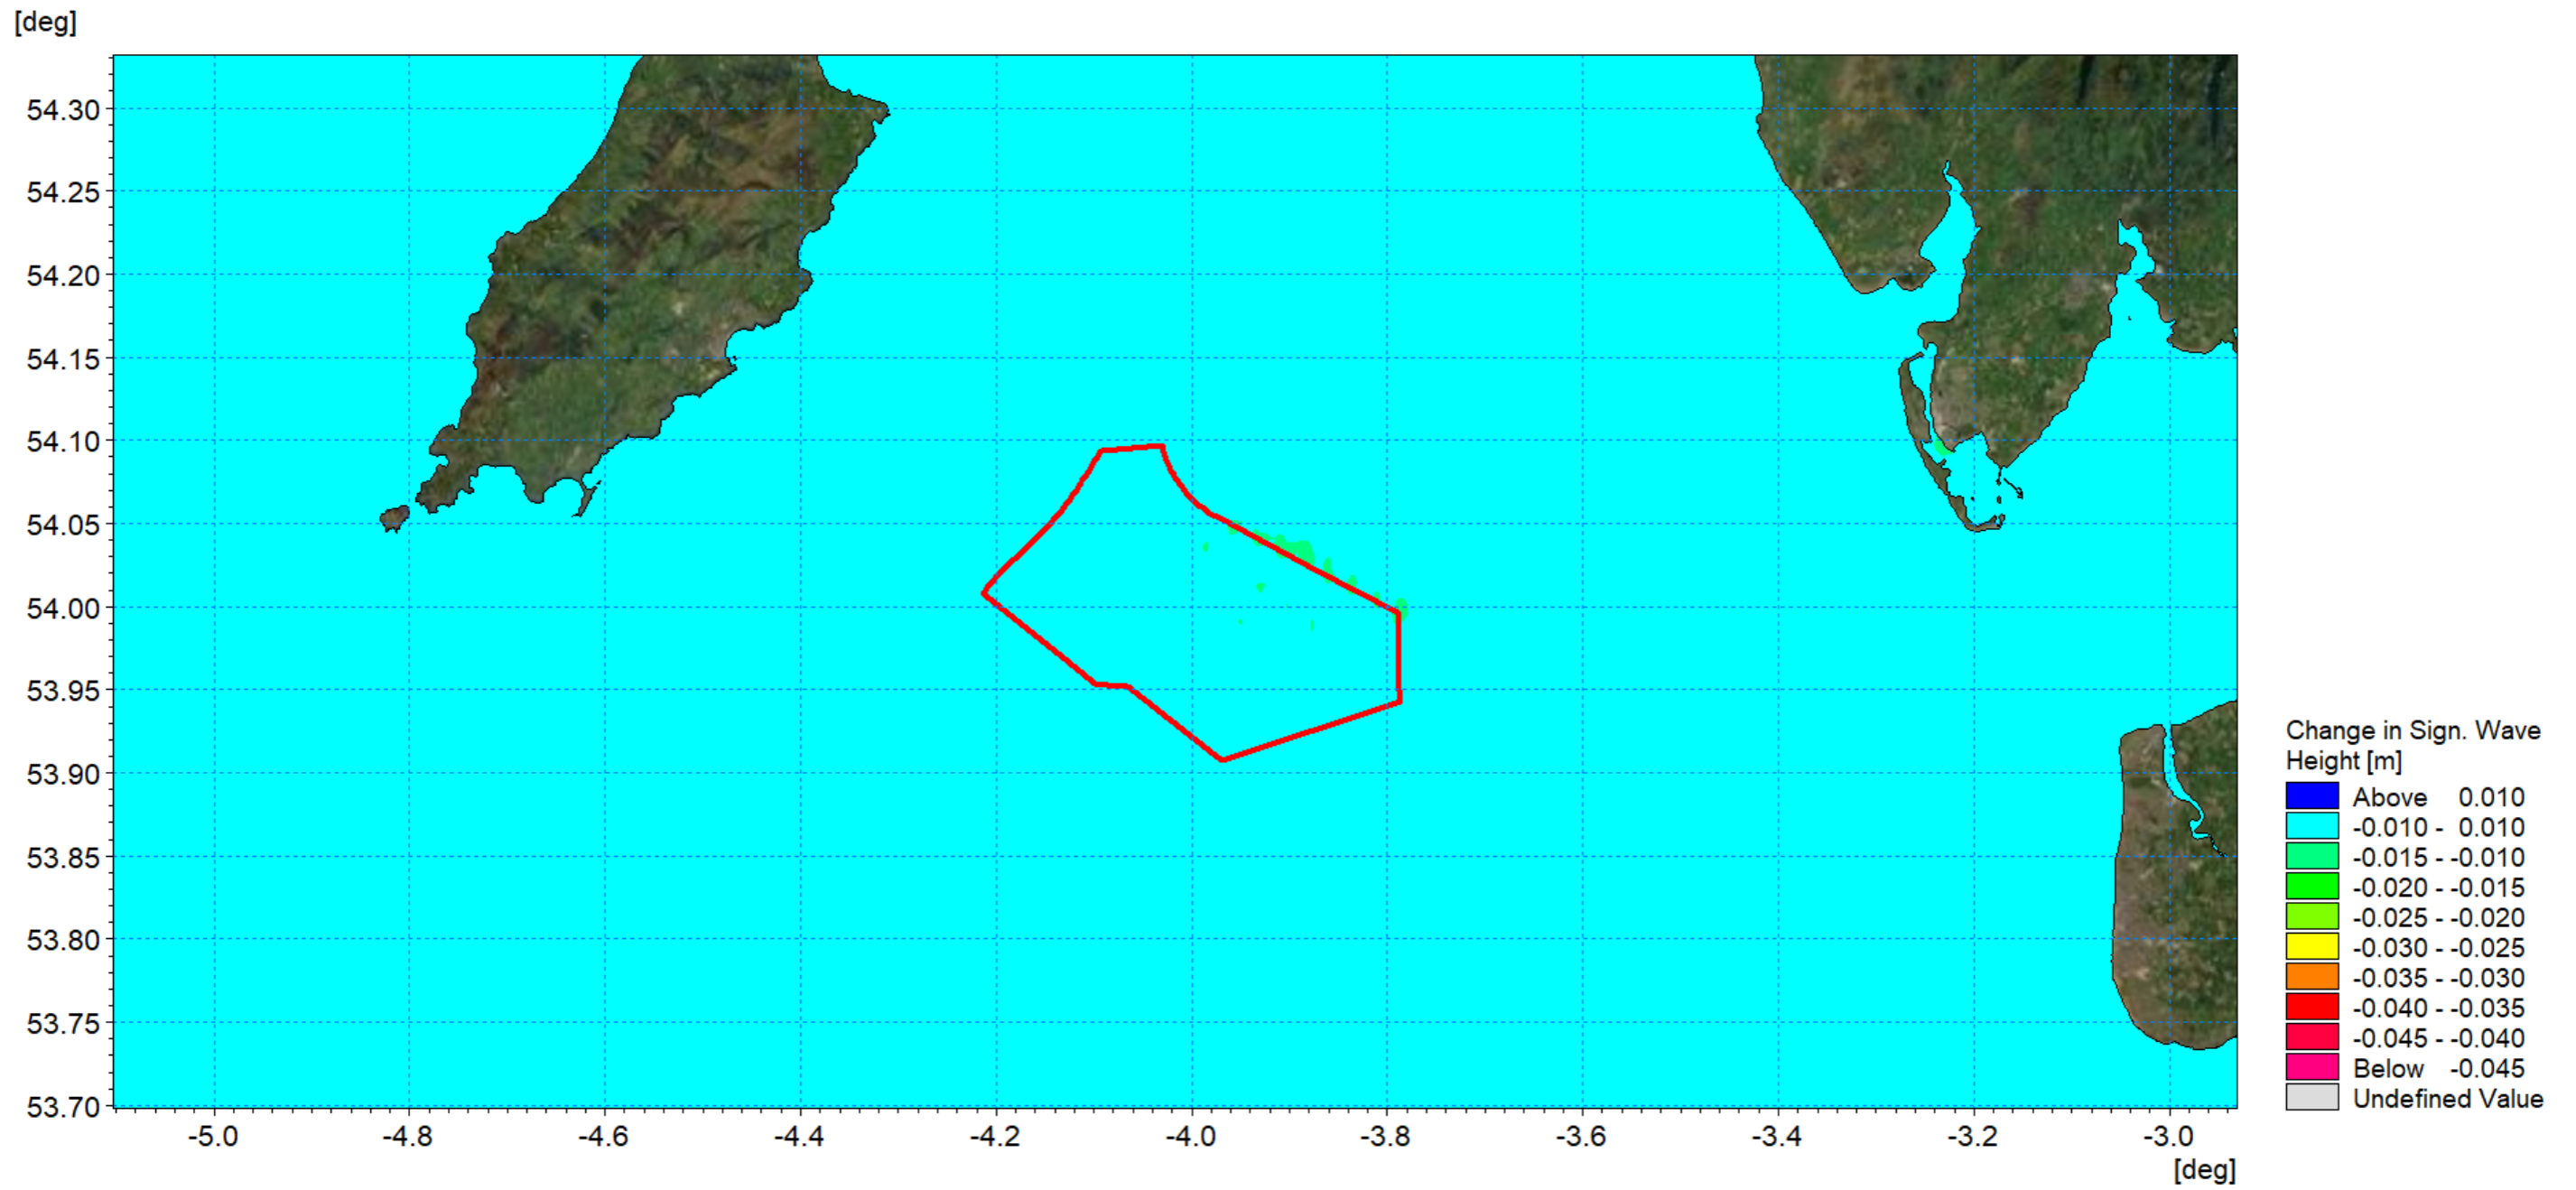 [deg]
54.30
54.25
54.20
54.15
54.10
54.05
54.00
53.95
53.90
53.85
53.80
53.75
53.70
-5.0 -4.8 -4.6 -4.4 -4.2 -4.0 -3.8 -3.6 -3.4 -3.2 -3.0
[deg]
Change in Sign. Wave
Height [m]
Above 0.010
-0.010 - 0.010
-0.015 - -0.010
-0.020 - -0.015
-0.025 - -0.020
-0.030 - -0.025
-0.035 - -0.030
-0.040 - -0.035
-0.045 - -0.040
Below -0.045
Undefined Value